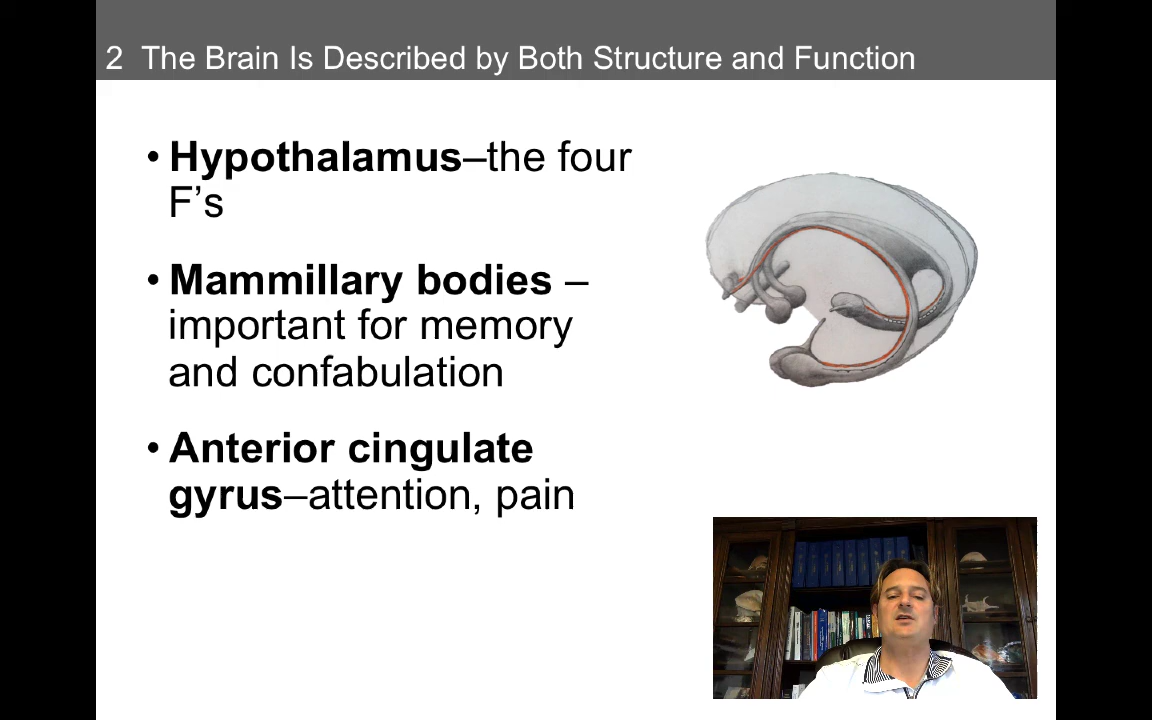 2 The Brain Is Described by Both Structure and Function
• Hypothalamus–the four
F’s
• Mammillary bodies –
important for memory
and confabulation
• Anterior cingulate
gyrus–attention, pain